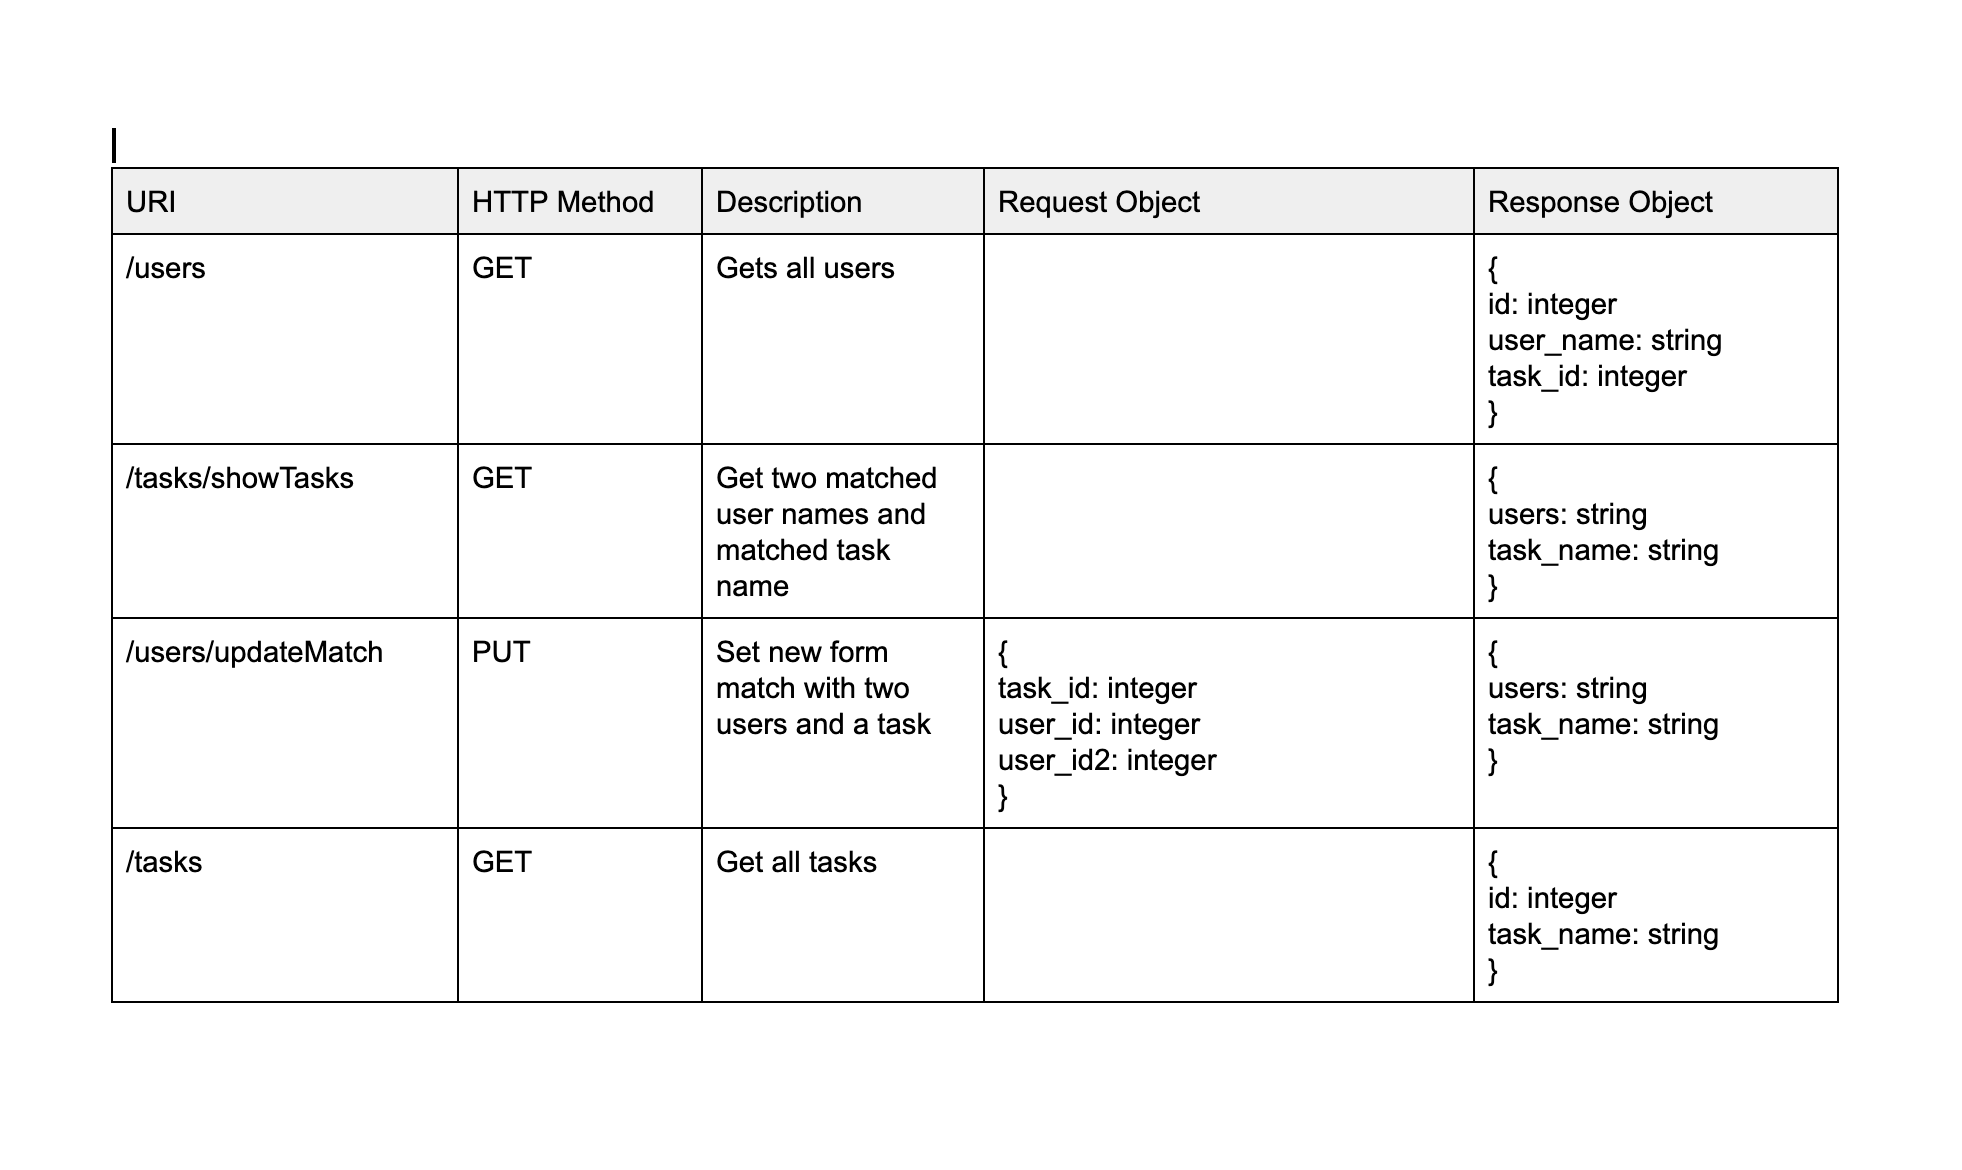 URI HTTP Method Description Request Object Response Object
/users GET Gets all users {
id: integer
user_name: string
task_id: integer
}
/tasks/showTasks GET Get two matched
user names and
matched task
name
{
users: string
task_name: string
}
/users/updateMatch PUT Set new form
match with two
users and a task
{
task_id: integer
user_id: integer
user_id2: integer
}
{
users: string
task_name: string
}
/tasks GET Get all tasks {
id: integer
task_name: string
}